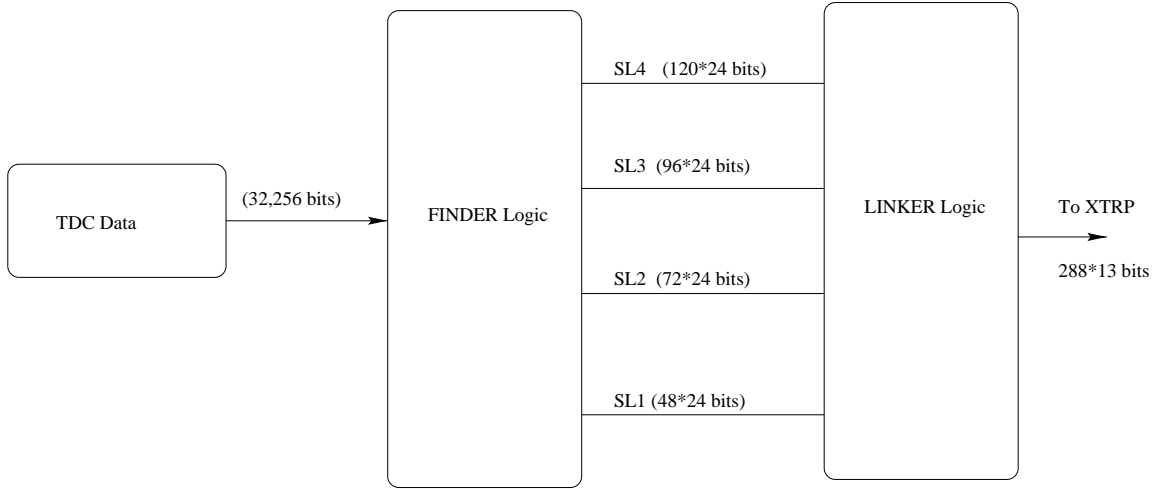 TDC Data
(32,256 bits)
FINDER Logic
SL4 (120*24 bits)
SL3 (96*24 bits)
SL2 (72*24 bits)
SL1 (48*24 bits)
LINKER Logic
To XTRP
288*13 bits